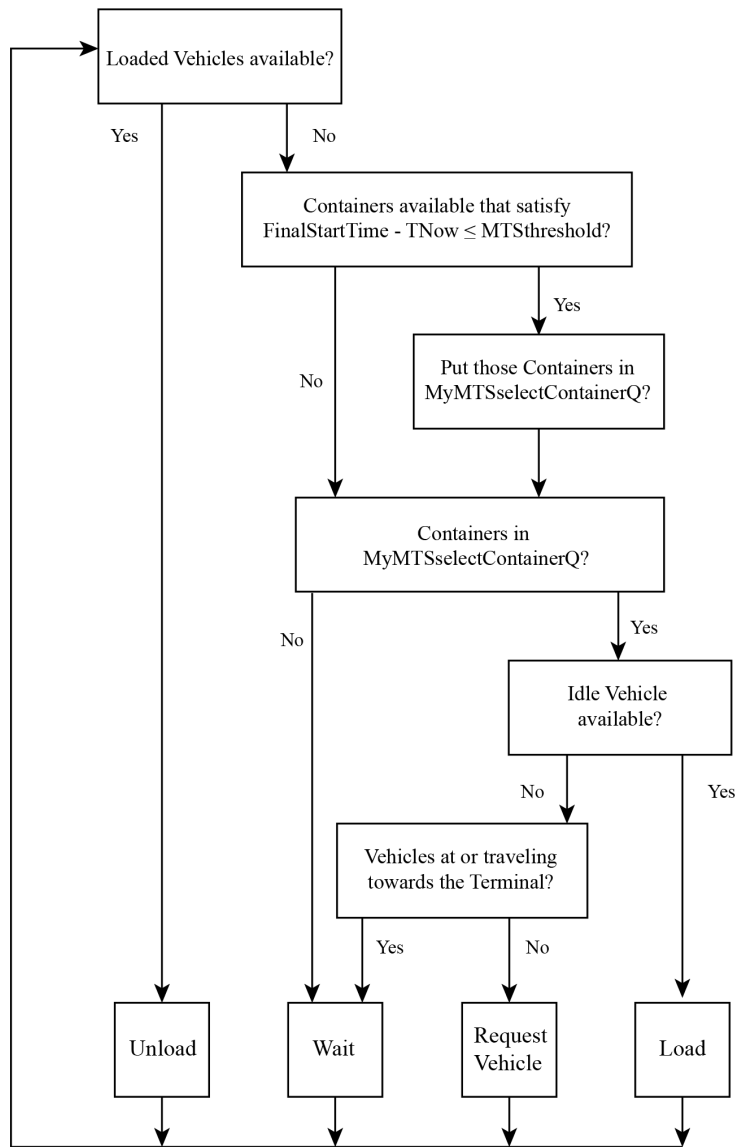 Loaded Vehicles available?
Yes
No
Containers available that satisfy
FinalStartTime - TNow ≤ MTSthreshold?
Yes
No
Put those Containers in
MyMTSselectContainerQ?
Containers in
MyMTSselectContainerQ?
No
Yes
Idle Vehicle
available?
No
Yes
Vehicles at or traveling
towards the Terminal?
Yes
No
Unload
Wait
Request
Vehicle
Load